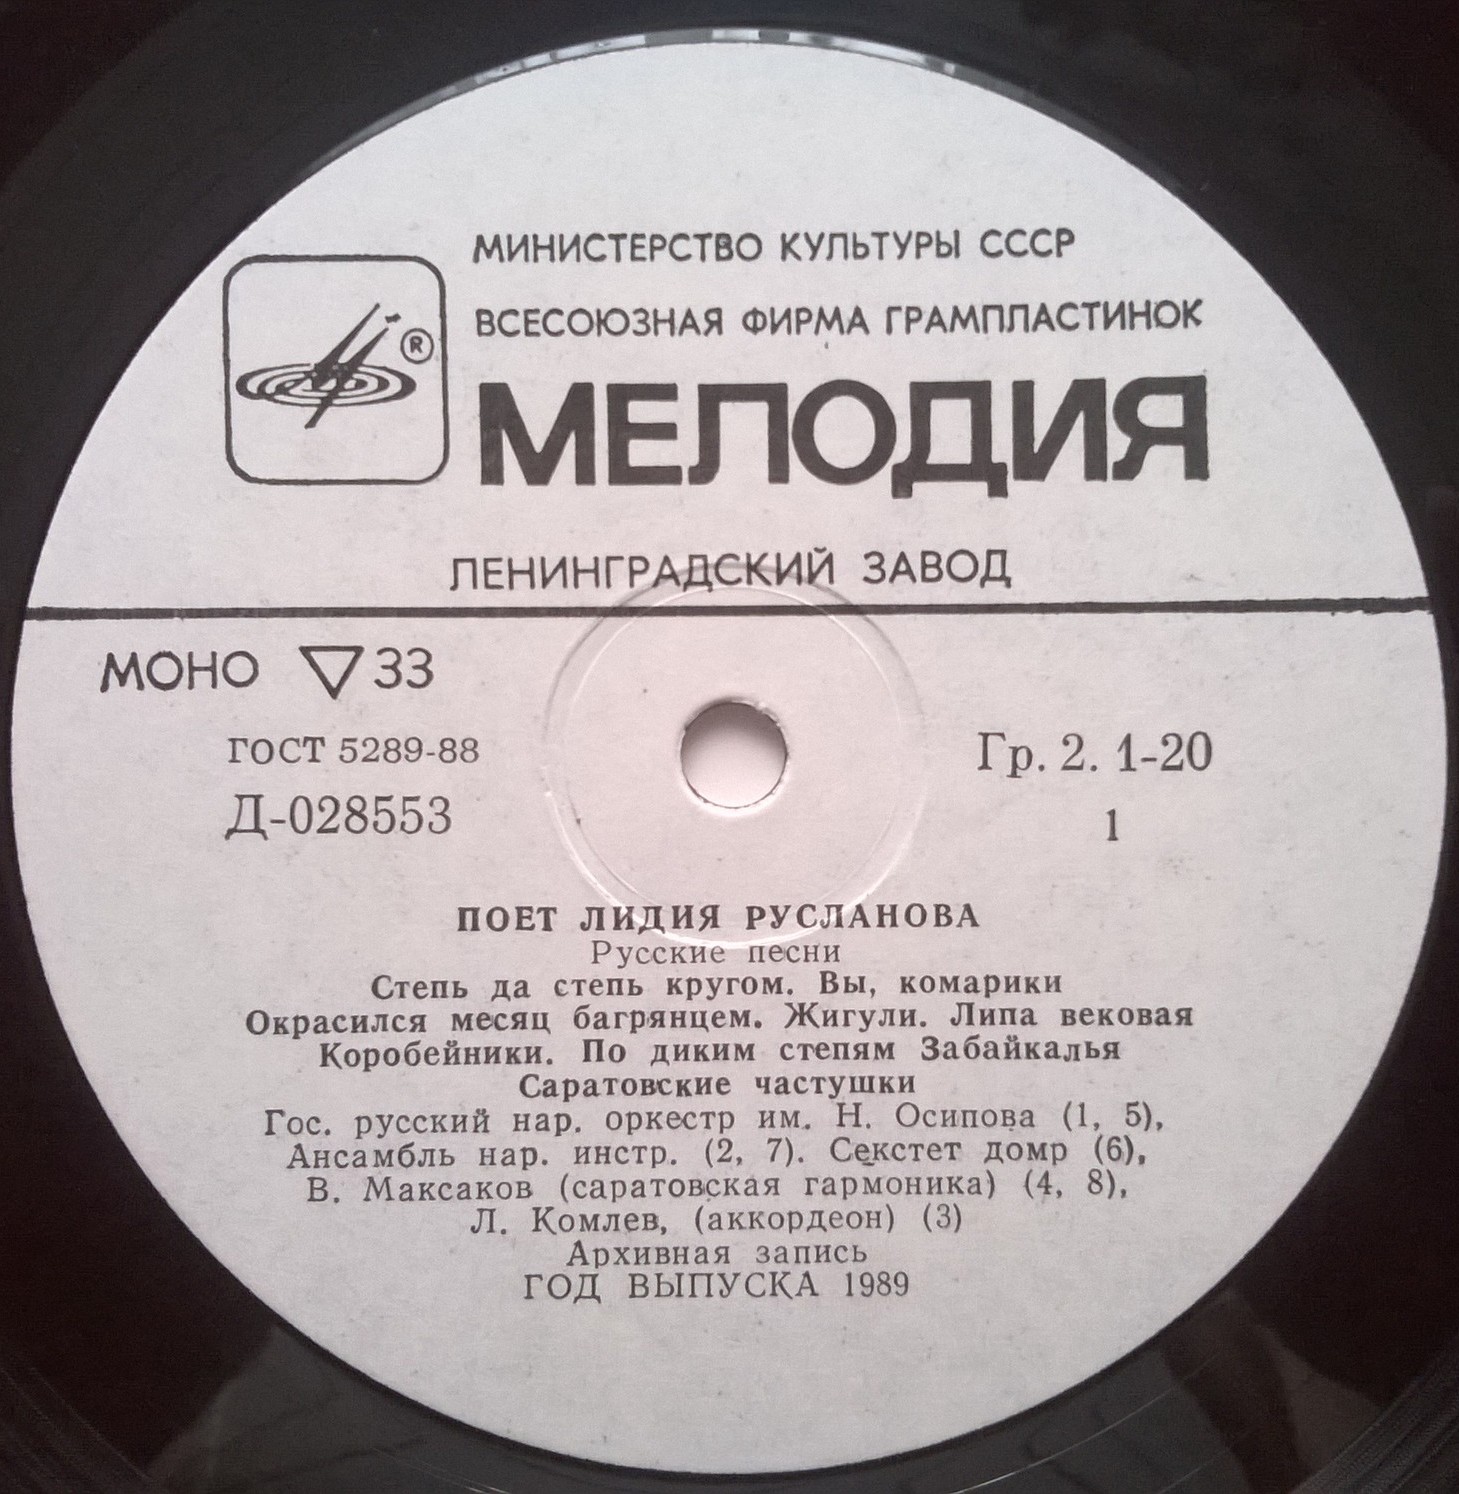 МИНИСТЕРСТВО КУЛЬТУРЫ СССР
ВСЕСОЮЗНАЯ ФИРМА ГРАМПЛАСТИНОК
®
МЕЛОДИЯ
ЛЕНИНГРАДСКИЙ ЗАВОД
МОНО ▽ 33
ГОСТ 5289-88
Гр. 2. 1-20
Д-028553
1
ПОЕТ ЛИДИЯ РУСЛАНОВА
Русские песни
Степь да степь кругом. Вы, комарики
Окрасился месяц багрянцем. Жигули. Липа вековая
Коробейники. По диким степям Забайкалья
Саратовские частушки
Гос. русский нар. оркестр им. Н. Осипова (1, 5),
Ансамбль нар. инстр. (2, 7). Секстет домр (6),
В. Максаков (саратовская гармоника) (4, 8),
Л. Комлев, (аккордеон) (3)
Архивная запись
ГОД ВЫПУСКА 1989